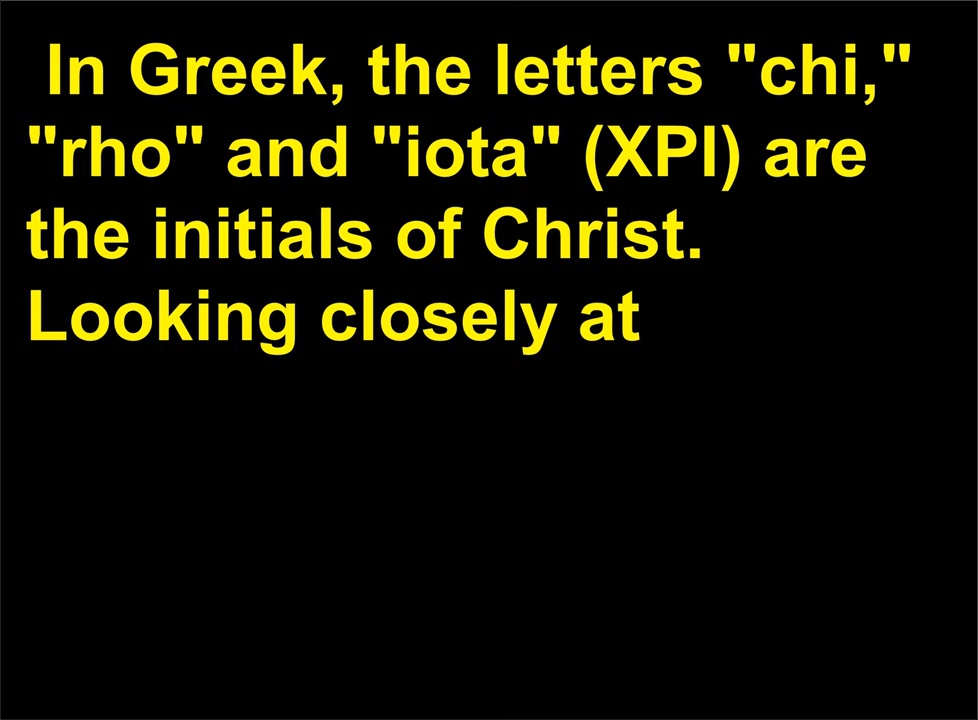 In Greek, the letters "chi,"
"rho" and "iota" (XPI) are
the initials of Christ.
Looking closely at